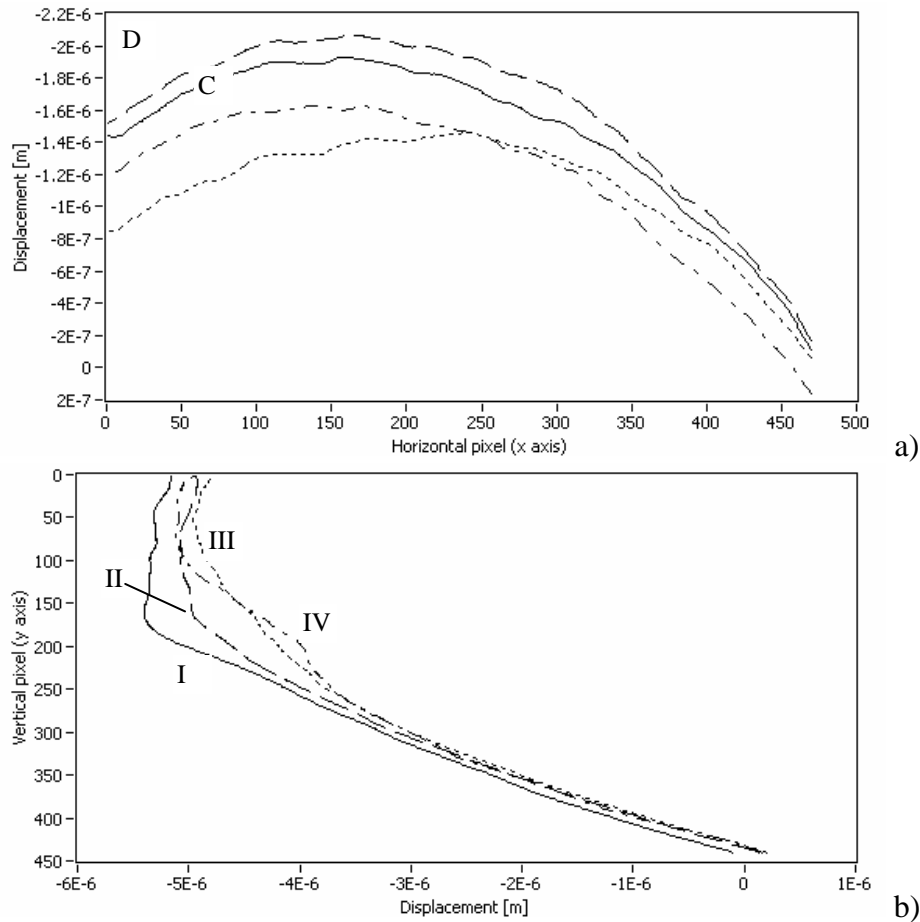 -2.2E-6
D
-2E-6
-1.8E-6
C
-1.6E-6
-1.4E-6
-1.2E-6
-1E-6
-8E-7
-6E-7
-4E-7
-2E-7
0
2E-7
Displacement [m]
0 50 100 150 200 250 300 350 400 450 500
Horizontal pixel (x axis)
a)
0
50
III
100
II
150
IV
200
I
250
300
350
400
450
Vertical pixel (y axis)
-6E-6 -5E-6 -4E-6 -3E-6 -2E-6 -1E-6 0 1E-6
Displacement [m]
b)